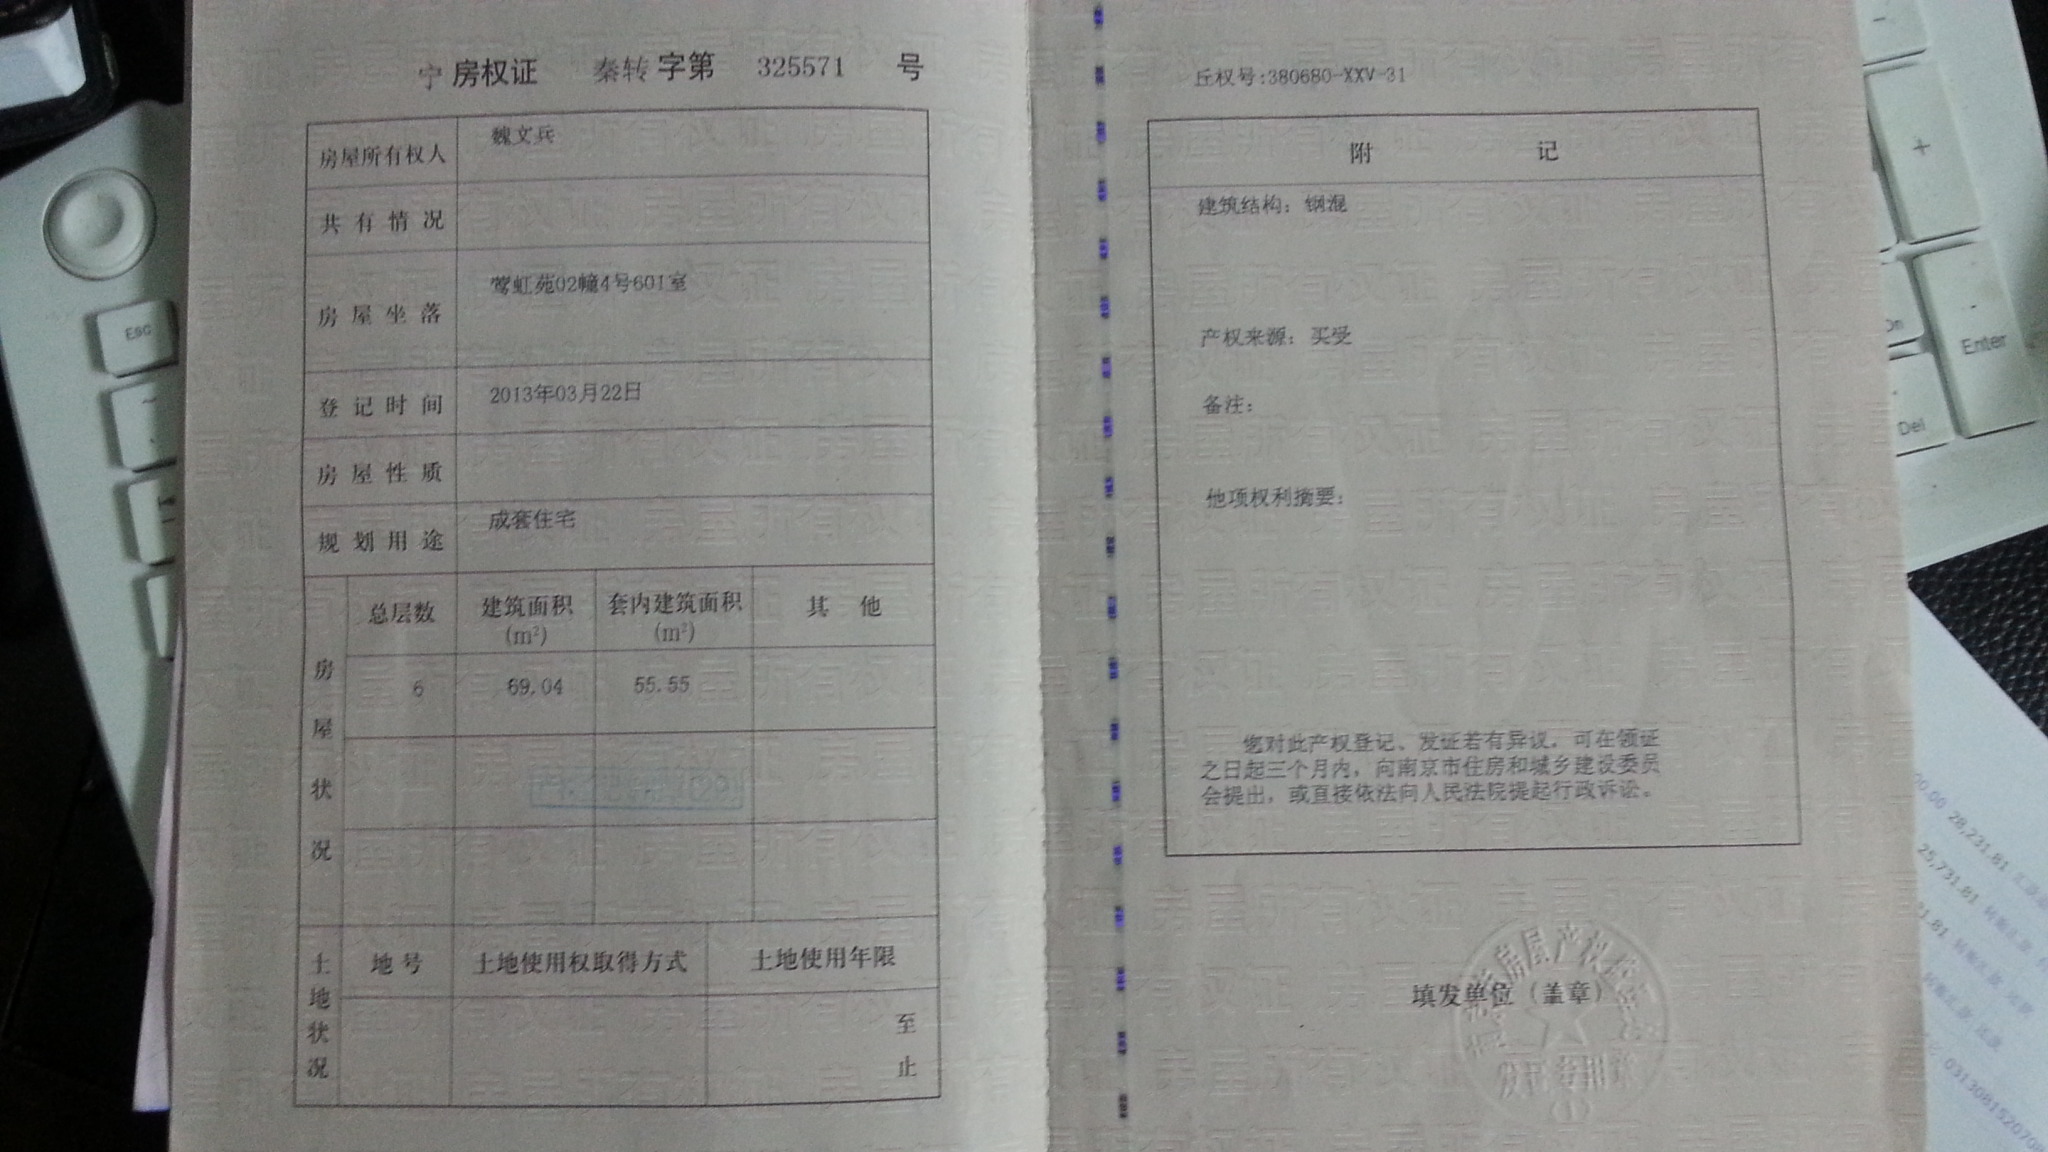 宁 房权证 秦转 字第 325571 号
房屋所有权人 魏文兵
共有情况
房屋坐落 莺虹苑02幢4号601室
登记时间 2013年03月22日
房屋性质
规划用途 成套住宅
房屋状况
总层数 建筑面积(m²) 套内建筑面积(m²) 其他
6 69.04 55.55
土地状况
地号 土地使用权取得方式 土地使用年限
至
止
丘权号:380680-XXV-31
附 记
建筑结构：钢混
产权来源：买受
备注：
他项权利摘要：
您对此产权登记、发证若有异议，可在领证
之日起三个月内，向南京市住房和城乡建设委员
会提出，或直接依法向人民法院提起行政诉讼。
填发单位（盖章）
ESC
+
Enter
Del
28,231.81
25,731.81